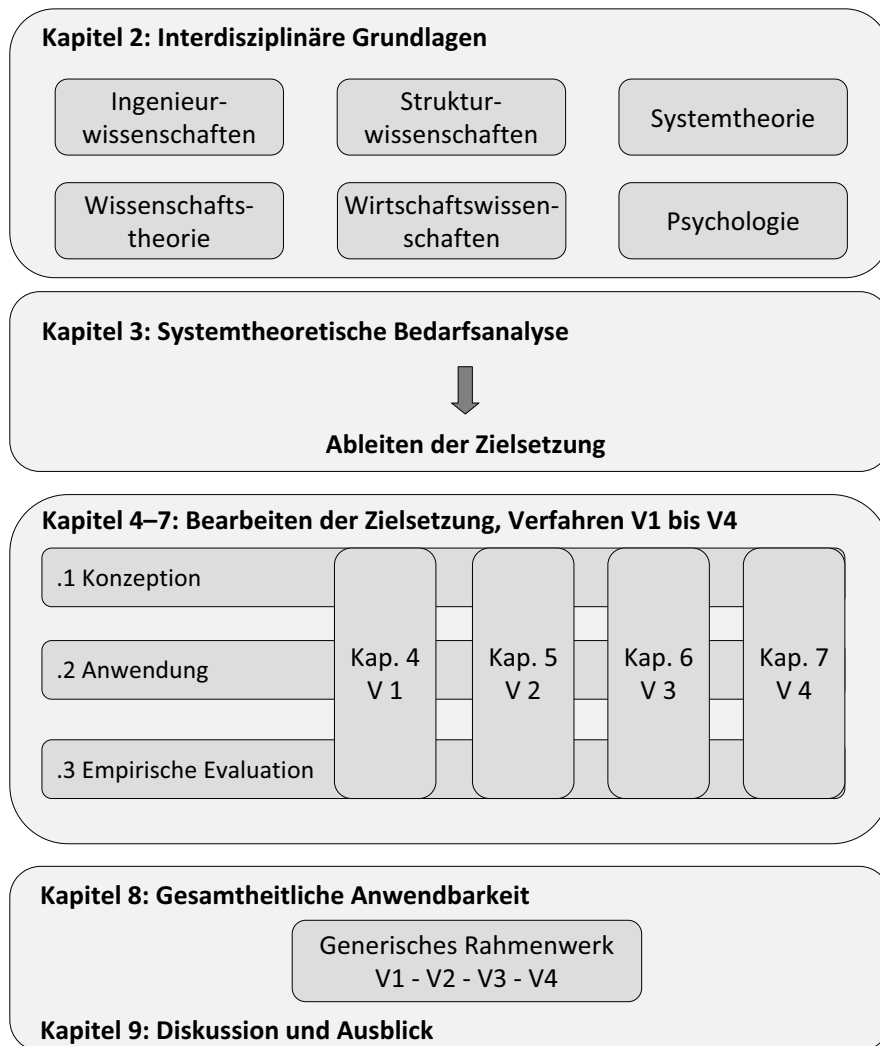 Kapitel 2: Interdisziplinäre Grundlagen
Ingenieur-
wissenschaften
Struktur-
wissenschaften
Systemtheorie
Wissenschafts-
theorie
Wirtschaftswissen-
schaften
Psychologie
Kapitel 3: Systemtheoretische Bedarfsanalyse
Ableiten der Zielsetzung
Kapitel 4–7: Bearbeiten der Zielsetzung, Verfahren V1 bis V4
.1 Konzeption
.2 Anwendung
.3 Empirische Evaluation
Kap. 4
V 1
Kap. 5
V 2
Kap. 6
V 3
Kap. 7
V 4
Kapitel 8: Gesamtheitliche Anwendbarkeit
Generisches Rahmenwerk
V1 - V2 - V3 - V4
Kapitel 9: Diskussion und Ausblick